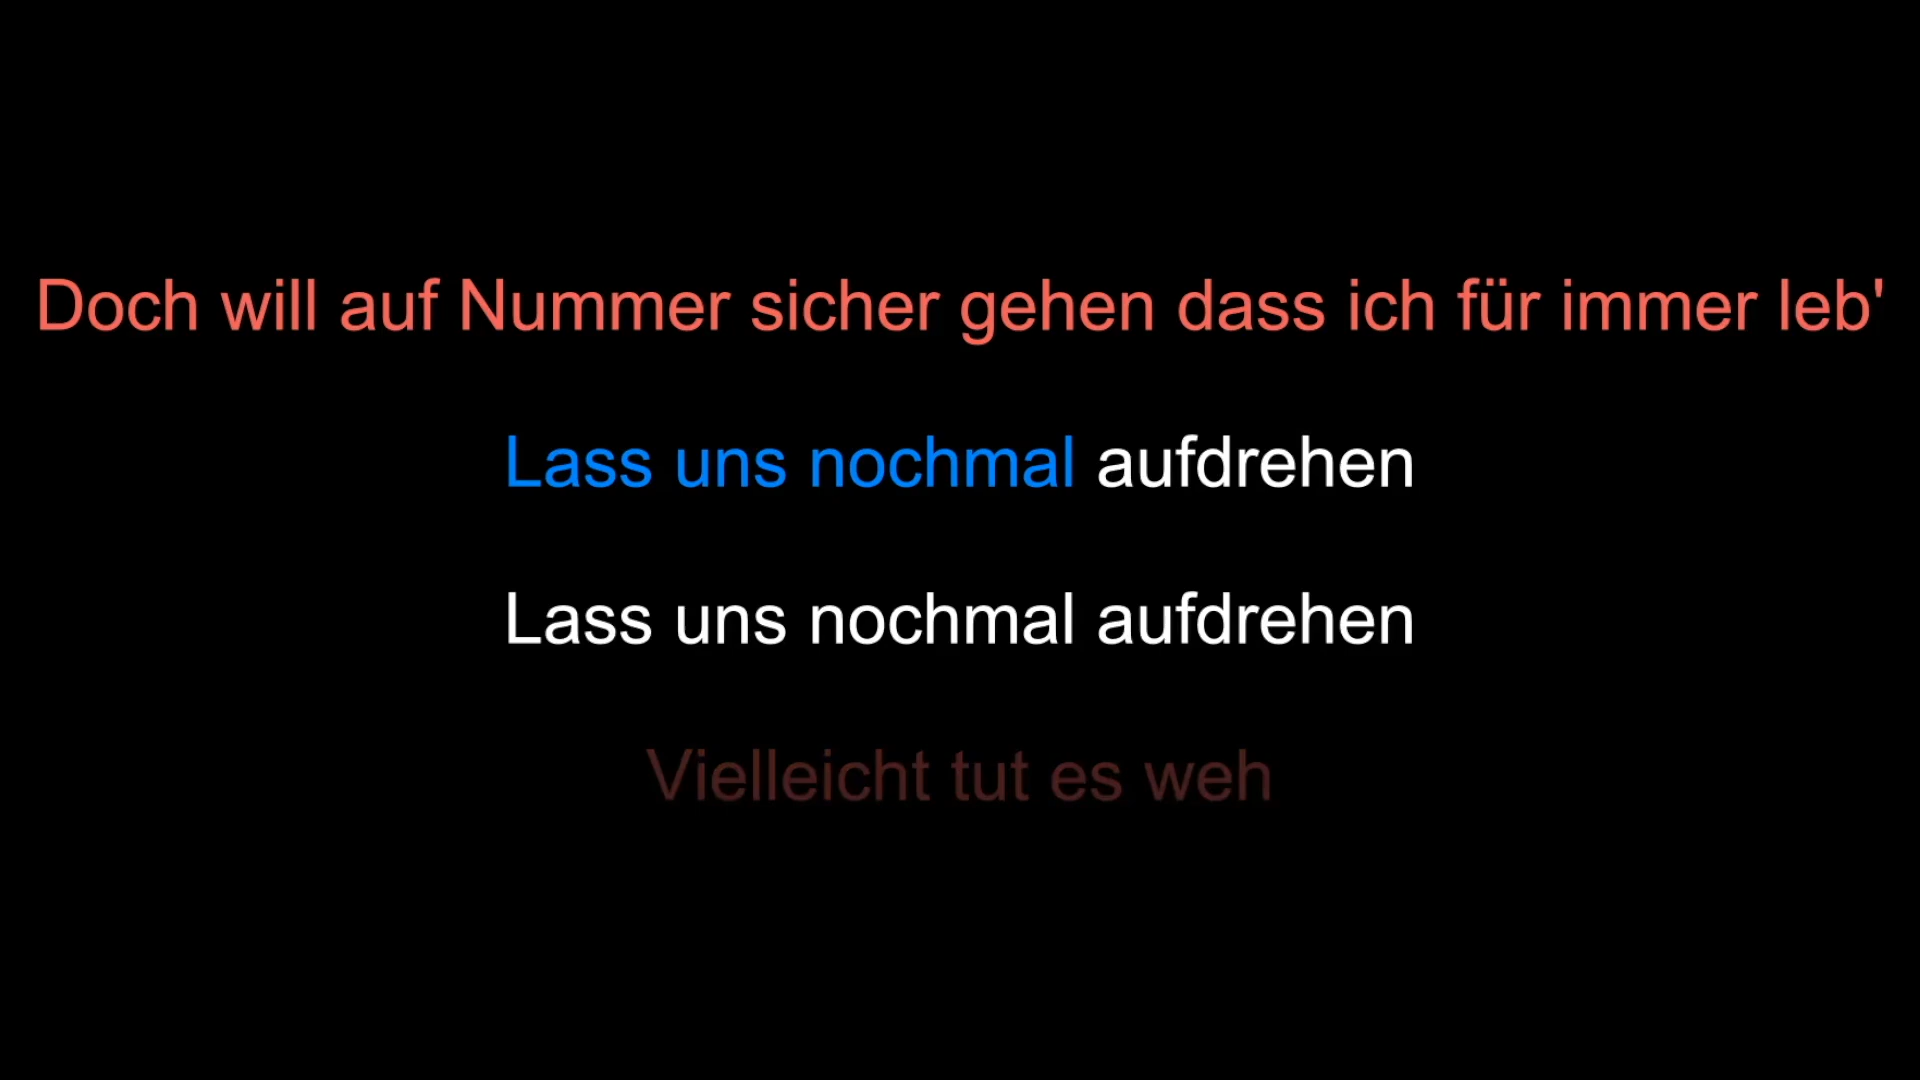 Doch will auf Nummer sicher gehen dass ich für immer leb'
Lass uns nochmal aufdrehen
Lass uns nochmal aufdrehen
Vielleicht tut es weh